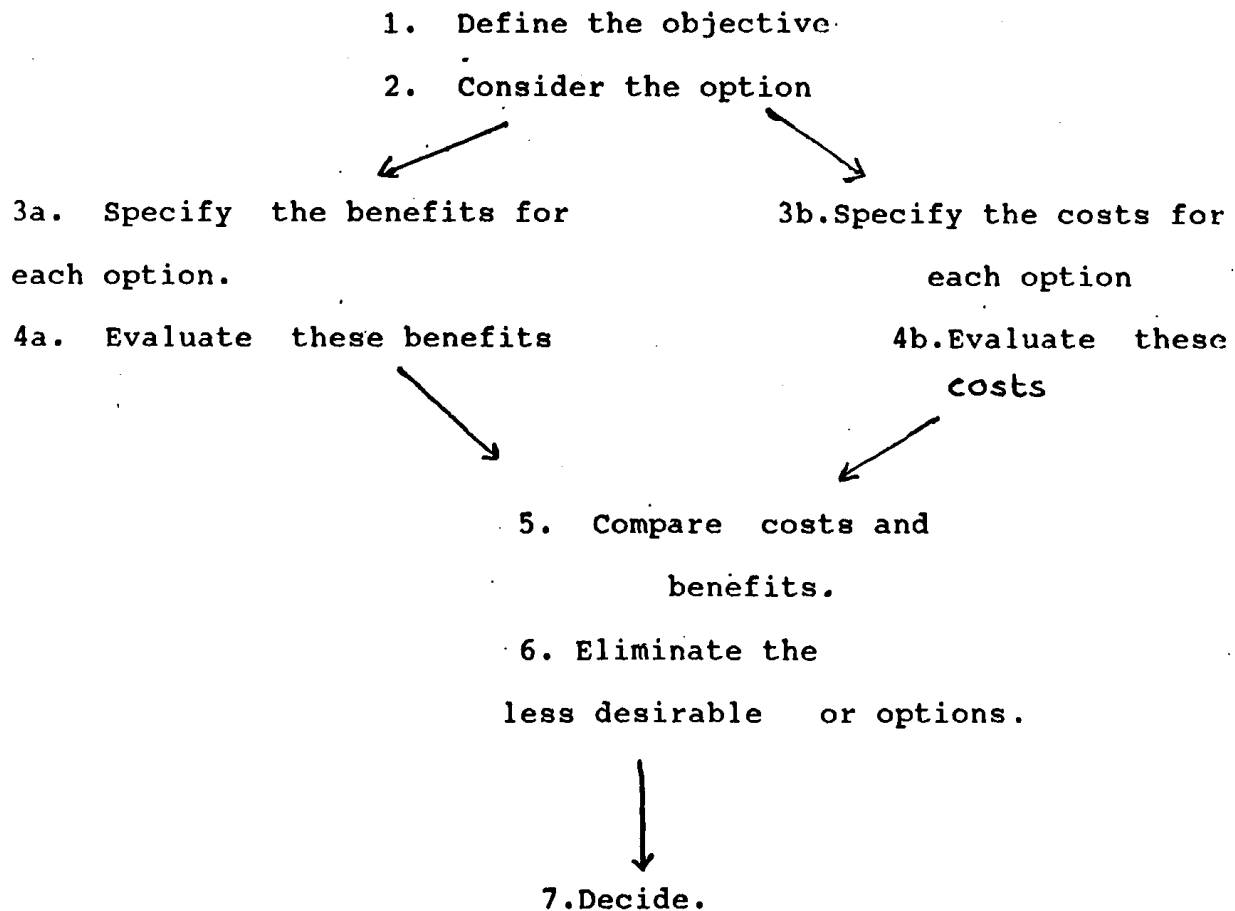 1. Define the objective
2. Consider the option
3a. Specify the benefits for
each option.
4a. Evaluate these benefits
3b.Specify the costs for
each option
4b.Evaluate these
costs
5. Compare costs and
benefits.
6. Eliminate the
less desirable or options.
7.Decide.